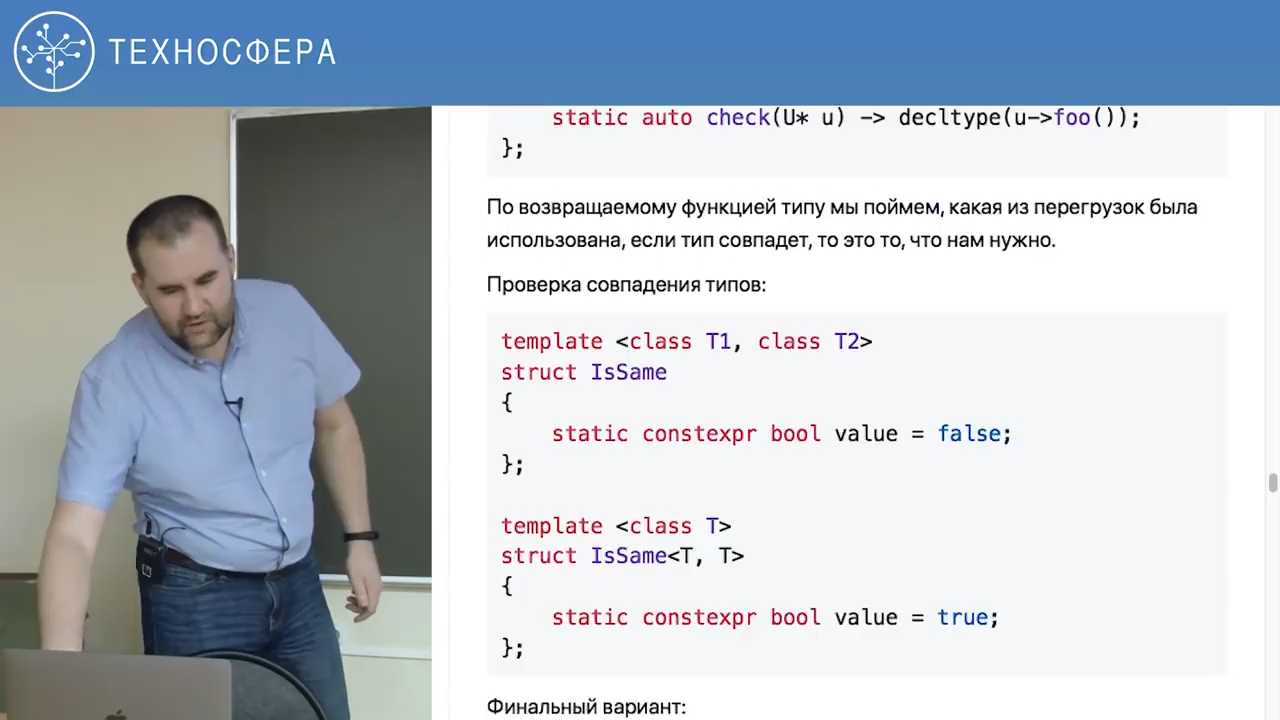 ТЕХНОСФЕРА
    static auto check(U* u) -> decltype(u->foo());
};
По возвращаемому функцией типу мы поймем, какая из перегрузок была
использована, если тип совпадет, то это то, что нам нужно.
Проверка совпадения типов:
template <class T1, class T2>
struct IsSame
{
    static constexpr bool value = false;
};
template <class T>
struct IsSame<T, T>
{
    static constexpr bool value = true;
};
Финальный вариант: